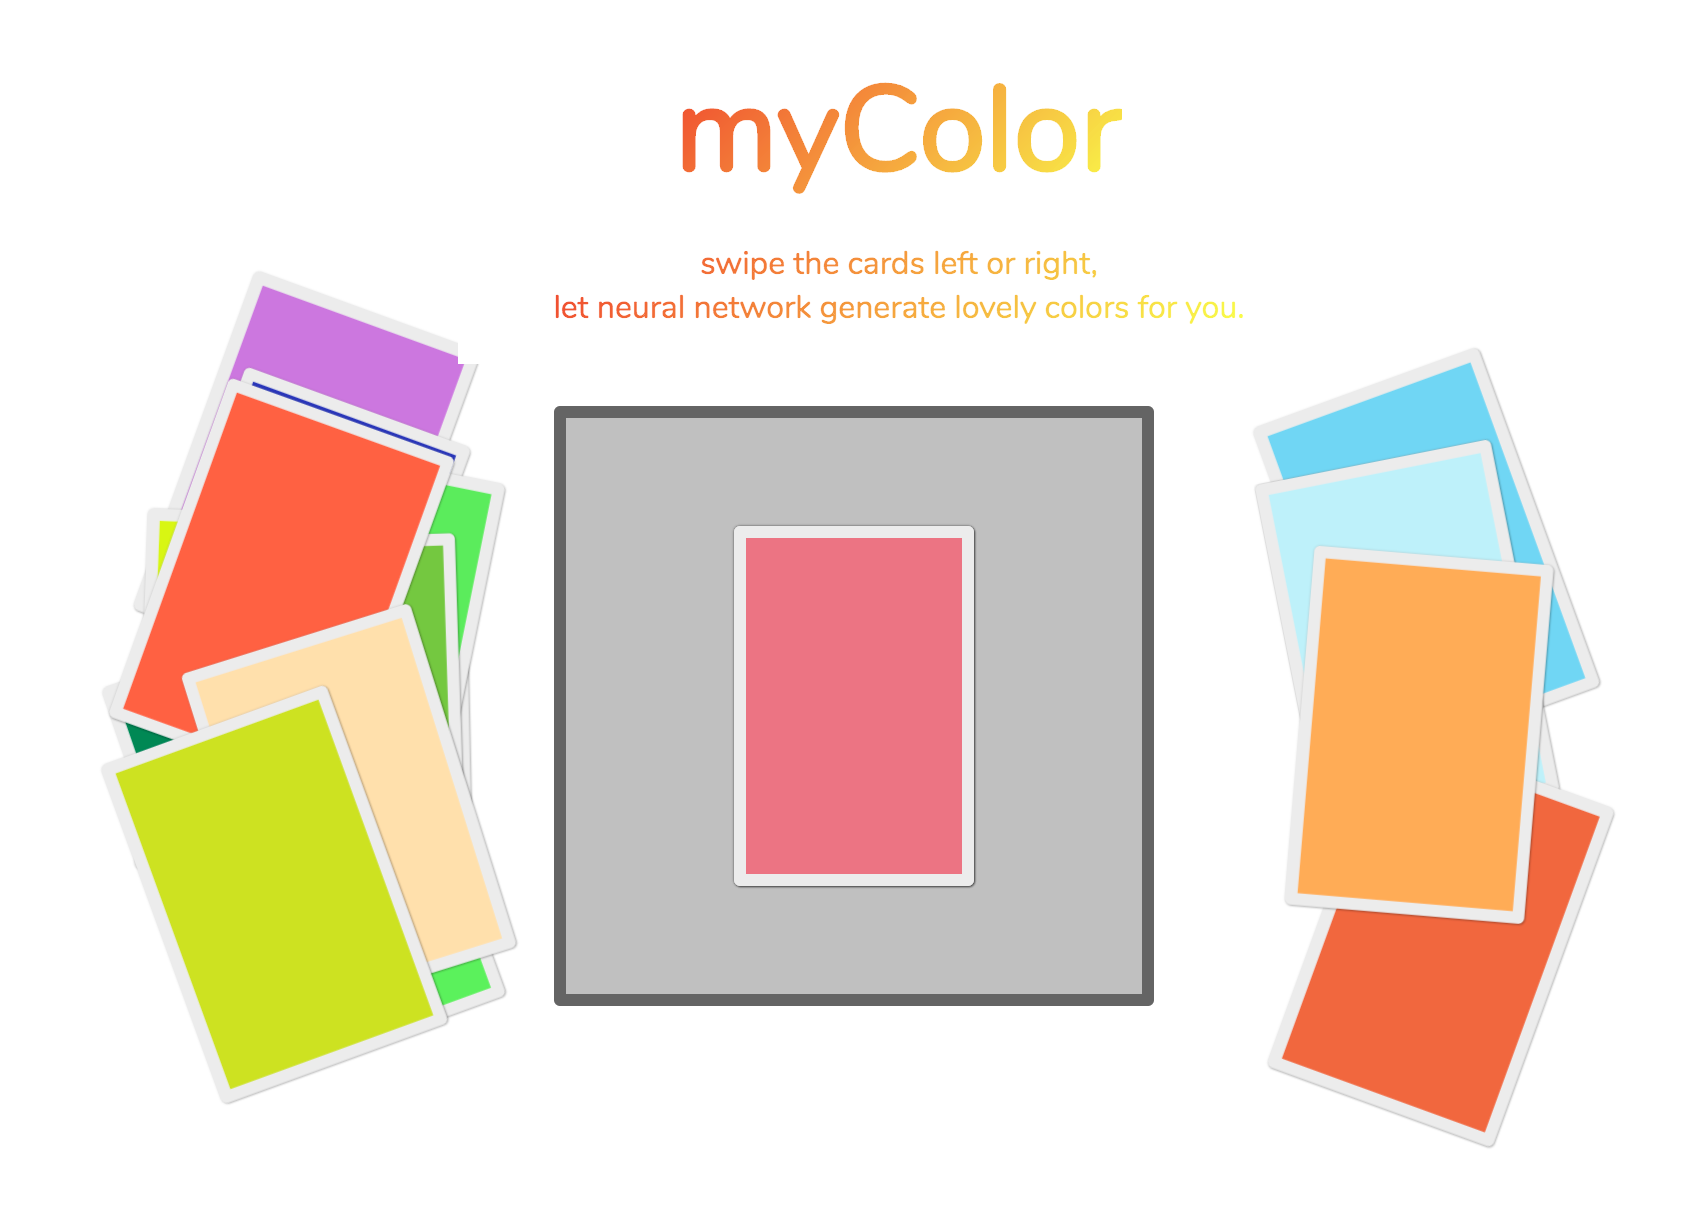 myColor
swipe the cards left or right,
let neural network generate lovely colors for you.